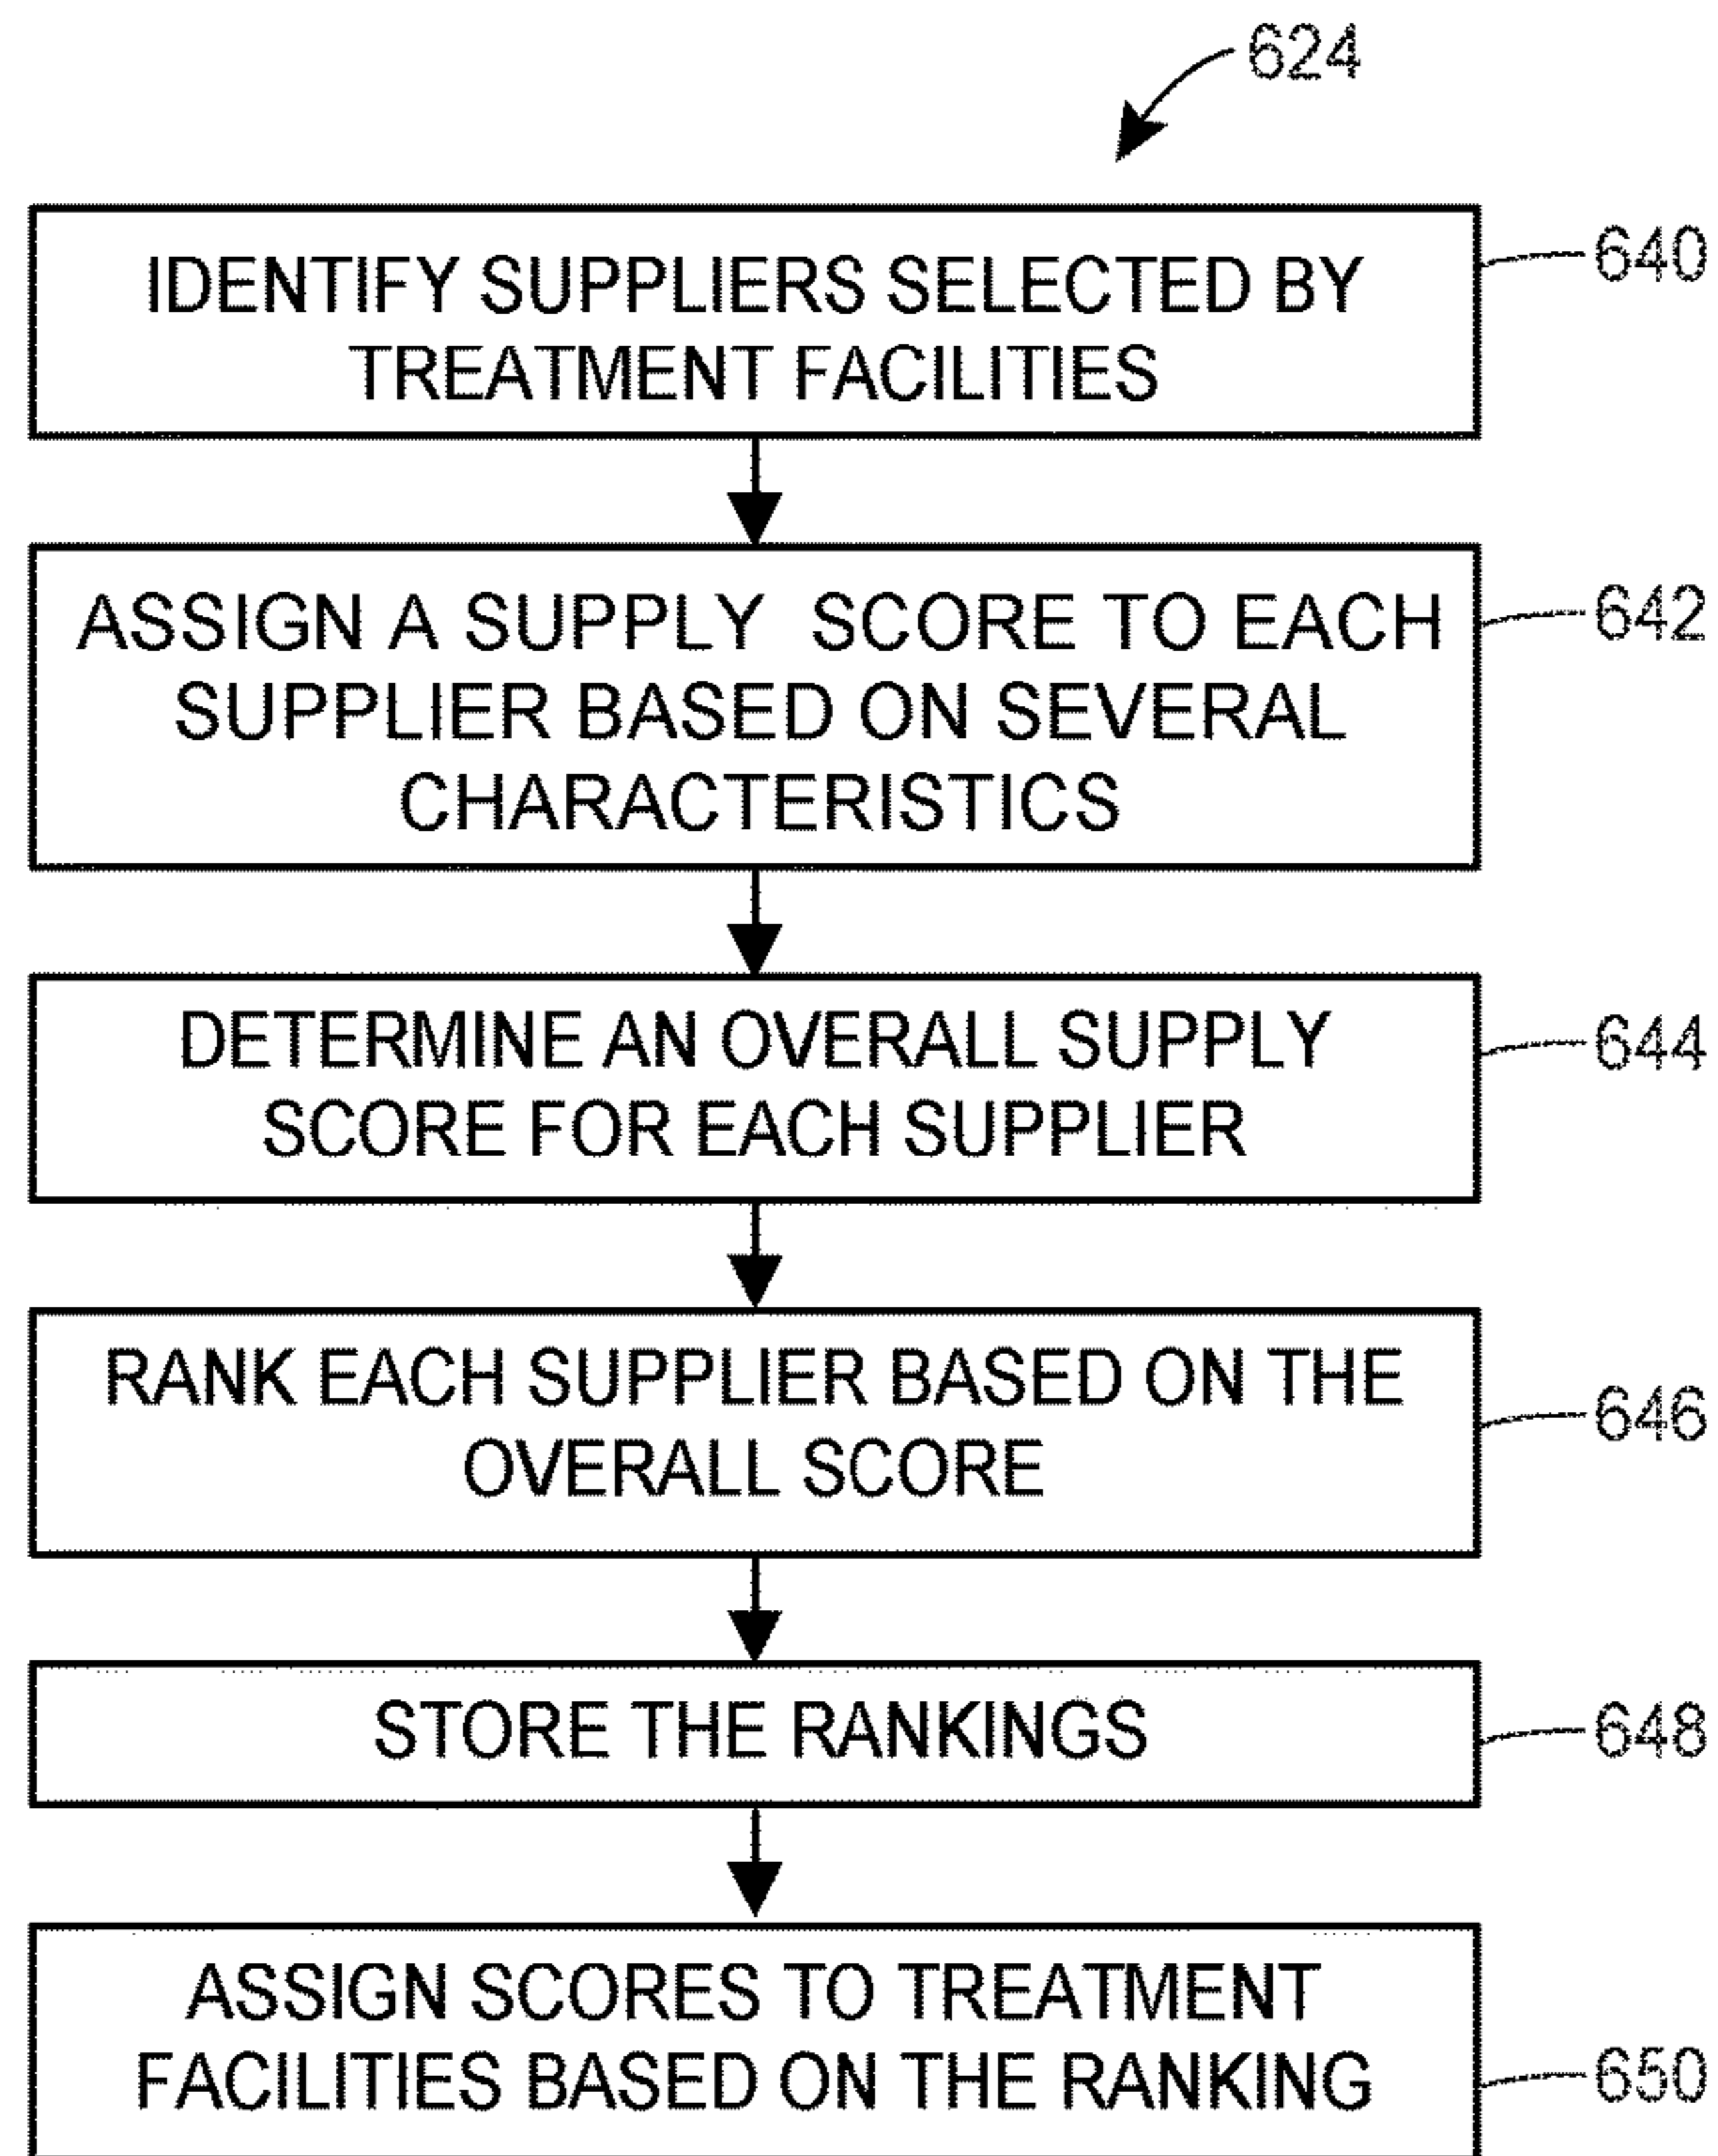 624
IDENTIFY SUPPLIERS SELECTED BY
TREATMENT FACILITIES
640
ASSIGN A SUPPLY SCORE TO EACH
SUPPLIER BASED ON SEVERAL
CHARACTERISTICS
642
DETERMINE AN OVERALL SUPPLY
SCORE FOR EACH SUPPLIER
644
RANK EACH SUPPLIER BASED ON THE
OVERALL SCORE
646
STORE THE RANKINGS
648
ASSIGN SCORES TO TREATMENT
FACILITIES BASED ON THE RANKING
650